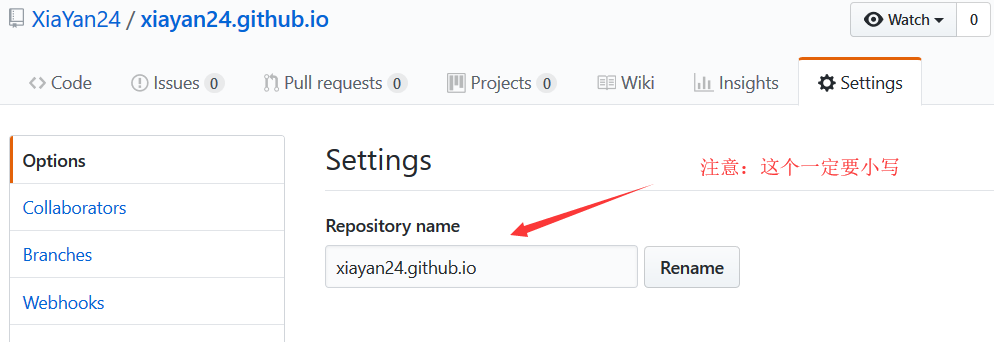 XiaYan24 / xiayan24.github.io
Watch 0
Code Issues 0 Pull requests 0 Projects 0 Wiki Insights Settings
Options
Collaborators
Branches
Webhooks
Settings
注意：这个一定要小写
Repository name
xiayan24.github.io Rename